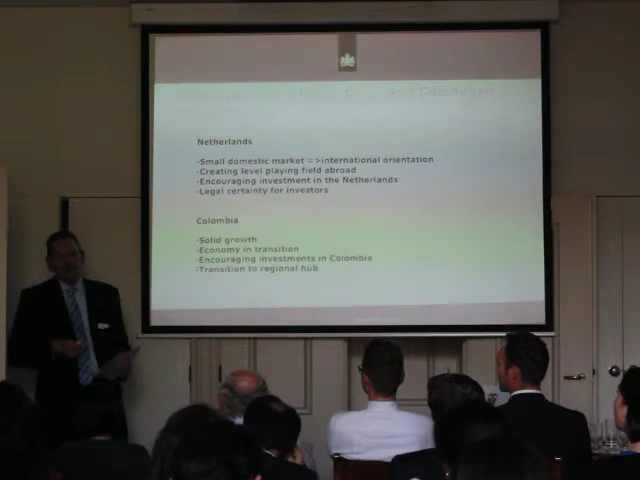 Netherlands
-Small domestic market =>international orientation
-Creating level playing field abroad
-Encouraging investment in the Netherlands
-Legal certainty for investors
Colombia
-Solid growth
-Economy in transition
-Encouraging investments in Colombia
-Transition to regional hub